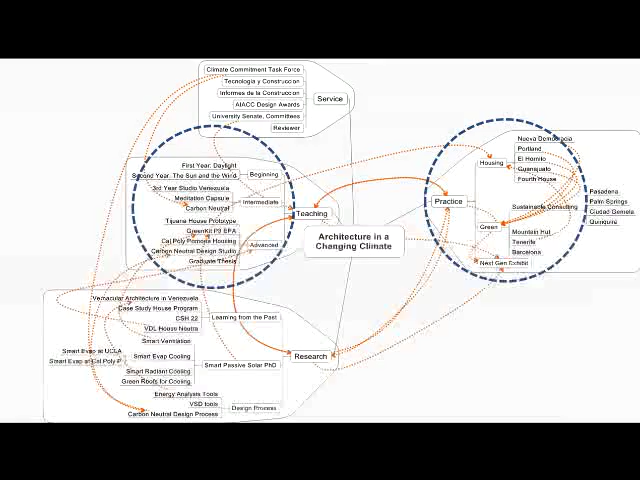 Climate Commitment Task Force
Tecnologia y Construccion
Informes de la Construccion
AIACC Design Awards
University Senate, Committees
Reviewer
Service
First Year: Daylight
Second Year: The Sun and the Wind
Beginning
3rd Year Studio Venezuela
Meditation Capsule
Carbon Neutral
Intermediate
Tijuana House Prototype
GreenKit P3 EPA
Cal Poly Pomona Housing
Carbon Neutral Design Studio
Graduate Thesis
Advanced
Teaching
Architecture in a
Changing Climate
Practice
Housing
Nueva Democracia
Portland
El Hornito
Guanajuato
Fourth House
Green
Sustainable Consulting
Pasadena
Palm Springs
Ciudad Demela
Quinquire
Mountain Hut
Tenerife
Barcelona
Next Gen Exhibit
Vernacular Architecture in Venezuela
Case Study House Program
CSH 22
VDL House Neutra
Learning from the Past
Smart Ventilation
Smart Evap at UCLA
Smart Evap at Cal Poly P
Smart Evap Cooling
Smart Radiant Cooling
Green Roofs for Cooling
Smart Passive Solar PhD
Research
Energy Analysis Tools
VSD tools
Carbon Neutral Design Process
Design Process